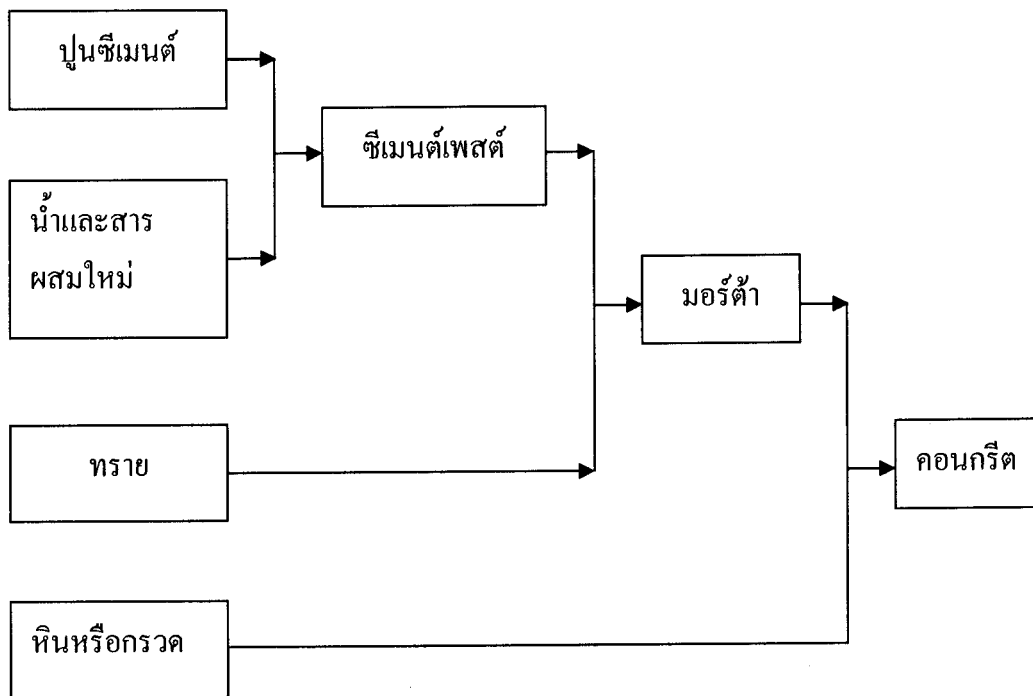 ปูนซีเมนต์
ซีเมนต์เพสต์
น้ำและสาร
ผสมใหม่
มอร์ต้า
ทราย
คอนกรีต
หินหรือกรวด